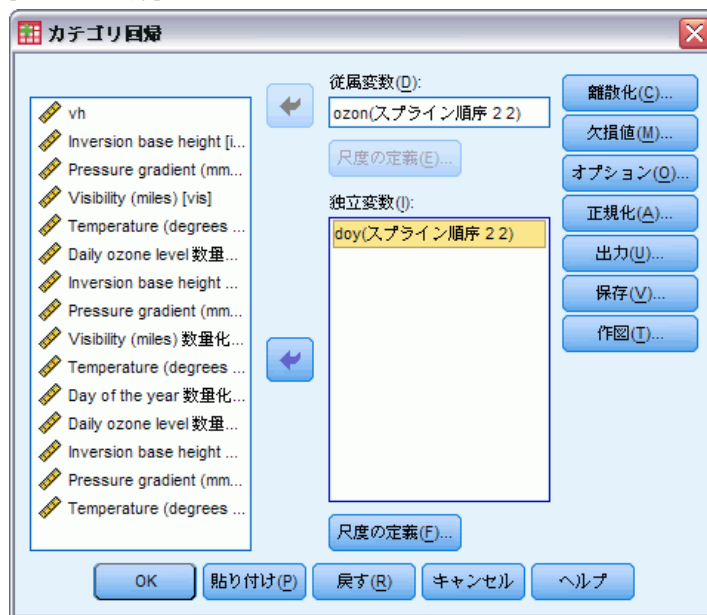 カテゴリ回帰
vh
Inversion base height [i...
Pressure gradient (mm...
Visibility (miles) [vis]
Temperature (degrees ...
Daily ozone level 数量...
Inversion base height ...
Pressure gradient (mm...
Visibility (miles) 数量化...
Temperature (degrees ...
Day of the year 数量化...
Daily ozone level 数量...
Inversion base height ...
Pressure gradient (mm...
Temperature (degrees ...
従属変数(D):
ozon(スプライン順序 2 2)
尺度の定義(E)...
独立変数(I):
doy(スプライン順序 2 2)
尺度の定義(F)...
離散化(C)...
欠損値(M)...
オプション(O)...
正規化(A)...
出力(U)...
保存(V)...
作図(T)...
OK
貼り付け(P)
戻す(R)
キャンセル
ヘルプ